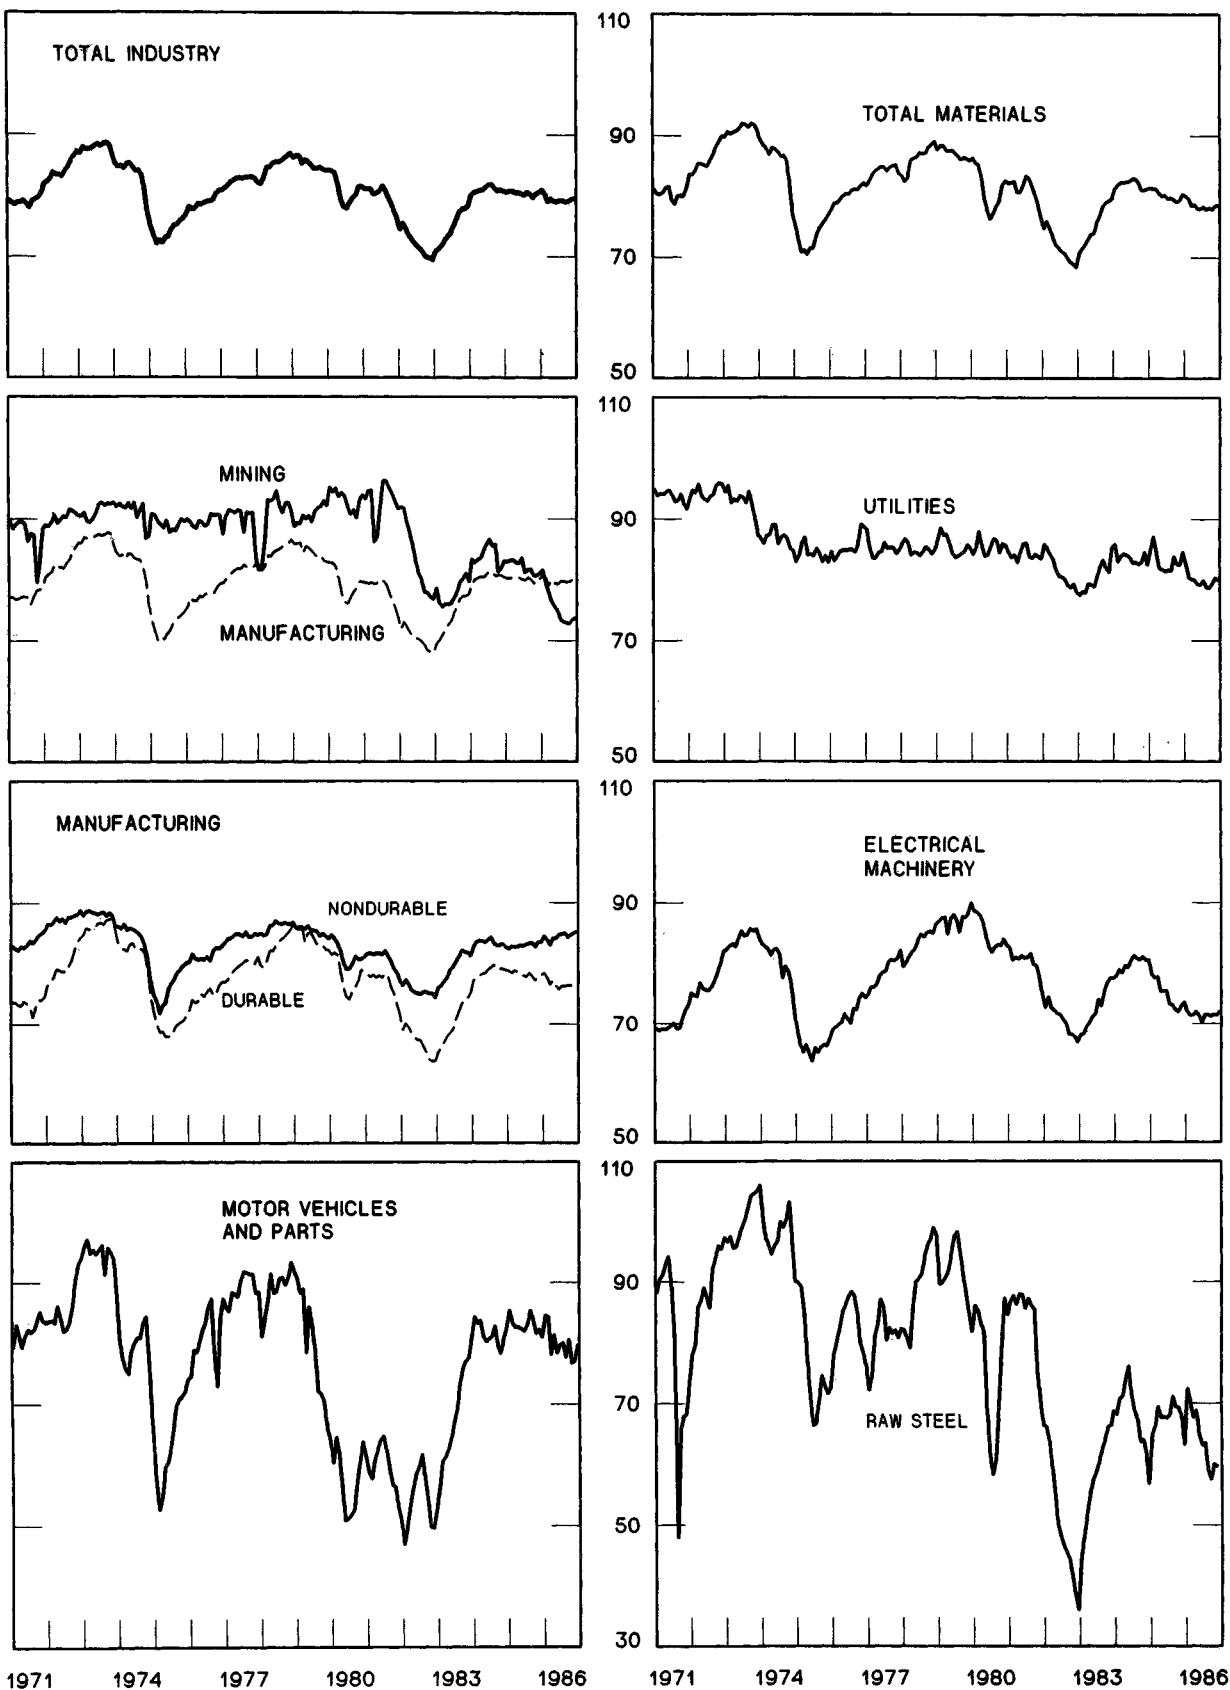 TOTAL INDUSTRY
110
TOTAL MATERIALS
90
70
50
MINING
MANUFACTURING
110
UTILITIES
90
70
50
MANUFACTURING
NONDURABLE
DURABLE
110
ELECTRICAL
MACHINERY
90
70
50
MOTOR VEHICLES
AND PARTS
110
90
70
RAW STEEL
50
30
1971 1974 1977 1980 1983 1986
1971 1974 1977 1980 1983 1986